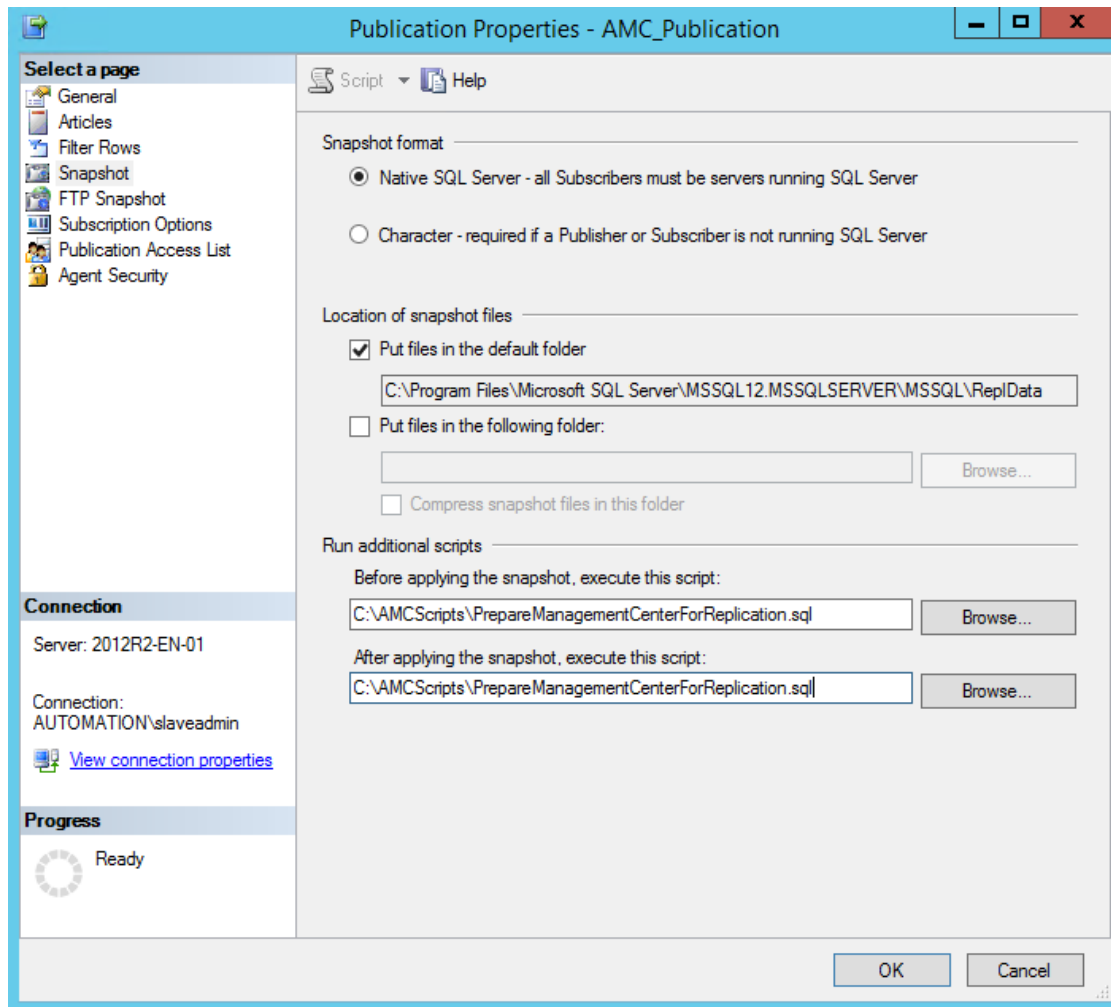 Publication Properties - AMC_Publication
Select a page
General
Articles
Filter Rows
Snapshot
FTP Snapshot
Subscription Options
Publication Access List
Agent Security
Script
Help
Snapshot format
Native SQL Server - all Subscribers must be servers running SQL Server
Character - required if a Publisher or Subscriber is not running SQL Server
Location of snapshot files
Put files in the default folder
C:\Program Files\Microsoft SQL Server\MSSQL12.MSSQLSERVER\MSSQL\ReplData
Put files in the following folder:
Browse...
Compress snapshot files in this folder
Run additional scripts
Before applying the snapshot, execute this script:
C:\AMCScripts\PrepareManagementCenterForReplication.sql
Browse...
After applying the snapshot, execute this script:
C:\AMCScripts\PrepareManagementCenterForReplication.sql
Browse...
Connection
Server: 2012R2-EN-01
Connection:
AUTOMATION\slaveadmin
View connection properties
Progress
Ready
OK
Cancel